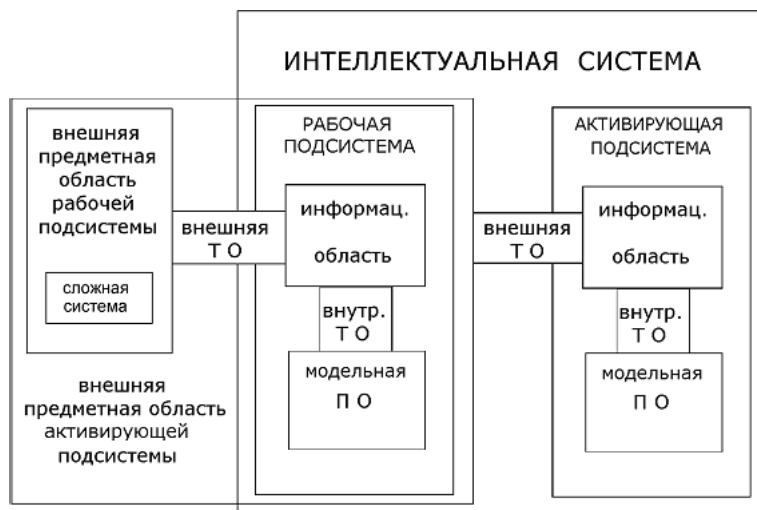 ИНТЕЛЛЕКТУАЛЬНАЯ СИСТЕМА
внешняя
предметная
область
рабочей
подсистемы
сложная
система
внешняя
предметная область
активирующей
подсистемы
внешняя
Т О
РАБОЧАЯ
ПОДСИСТЕМА
информац.
область
внутр.
Т О
модельная
П О
внешняя
Т О
АКТИВИРУЮЩАЯ
ПОДСИСТЕМА
информац.
область
внутр.
Т О
модельная
П О